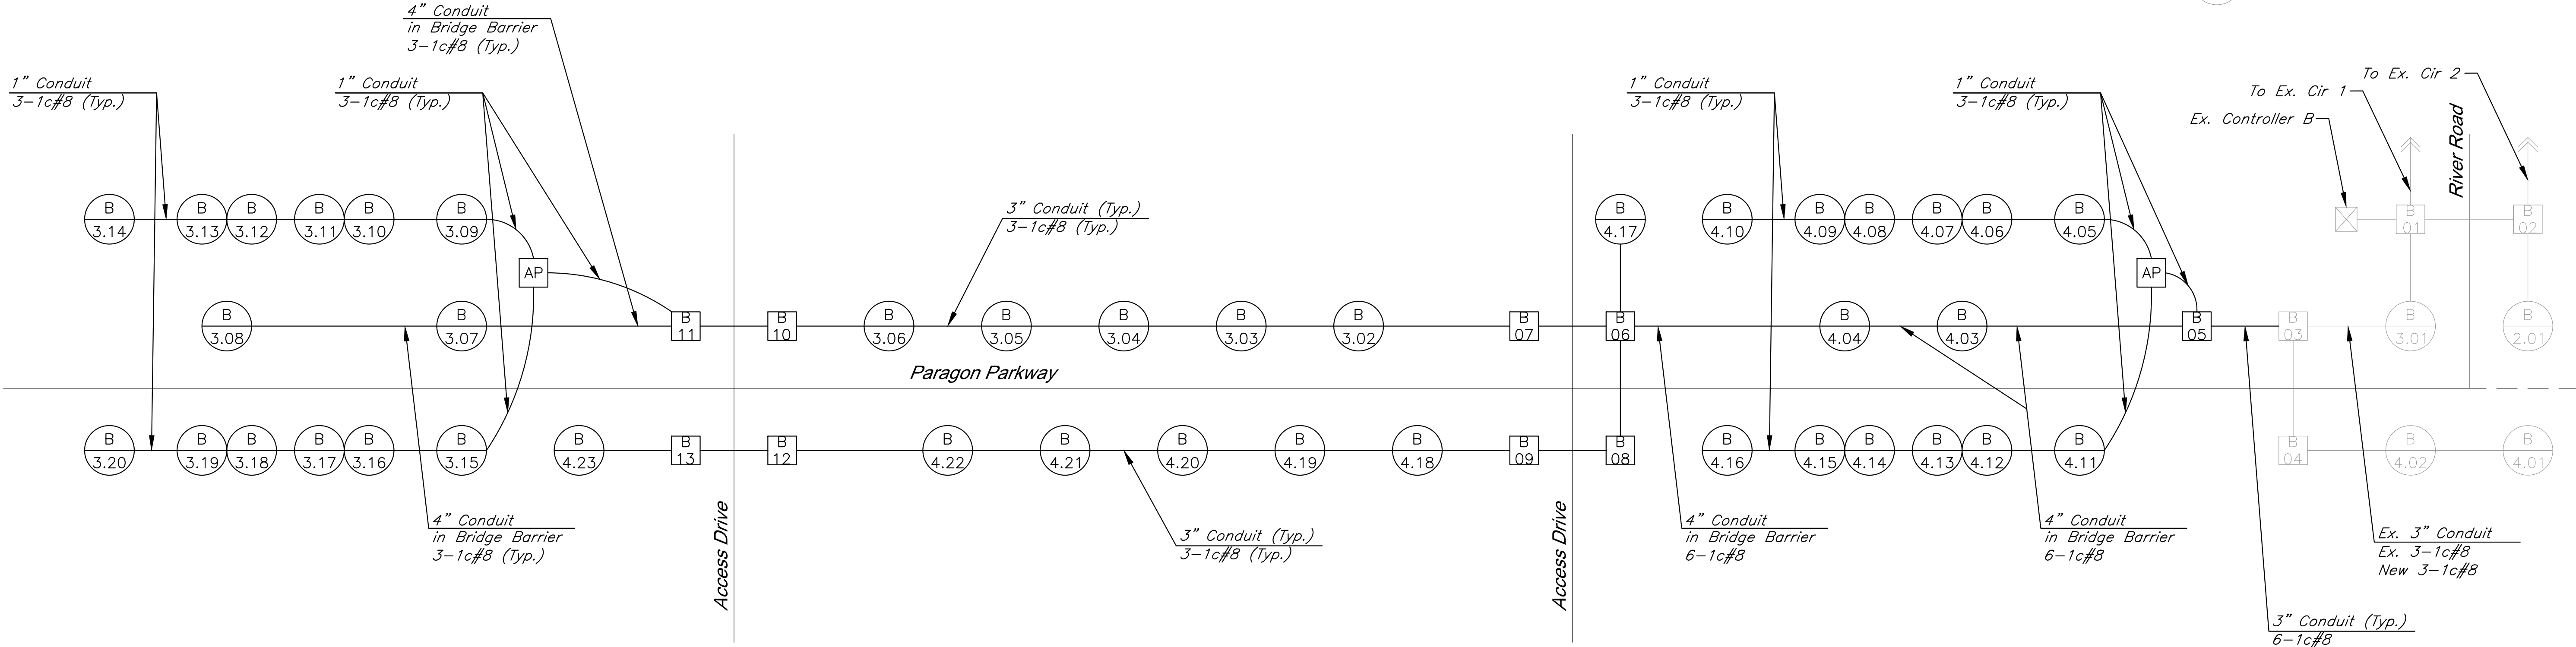 4" Conduit
in Bridge Barrier
3-1c#8 (Typ.)
1" Conduit
3-1c#8 (Typ.)
1" Conduit
3-1c#8 (Typ.)
1" Conduit
3-1c#8 (Typ.)
1" Conduit
3-1c#8 (Typ.)
To Ex. Cir 2
To Ex. Cir 1
Ex. Controller B
River Road
B
3.14
B
3.13
B
3.12
B
3.11
B
3.10
B
3.09
3" Conduit (Typ.)
3-1c#8 (Typ.)
B
4.17
B
4.10
B
4.09
B
4.08
B
4.07
B
4.06
B
4.05
B
01
B
02
AP
AP
B
3.08
B
3.07
B
11
B
10
B
3.06
B
3.05
B
3.04
B
3.03
B
3.02
B
07
B
06
B
4.04
B
4.03
B
05
B
03
B
3.01
B
2.01
Paragon Parkway
B
3.20
B
3.19
B
3.18
B
3.17
B
3.16
B
3.15
B
4.23
B
13
B
12
B
4.22
B
4.21
B
4.20
B
4.19
B
4.18
B
09
B
08
B
4.16
B
4.15
B
4.14
B
4.13
B
4.12
B
4.11
B
04
B
4.02
B
4.01
4" Conduit
in Bridge Barrier
3-1c#8 (Typ.)
Access Drive
3" Conduit (Typ.)
3-1c#8 (Typ.)
Access Drive
4" Conduit
in Bridge Barrier
6-1c#8
4" Conduit
in Bridge Barrier
6-1c#8
Ex. 3" Conduit
Ex. 3-1c#8
New 3-1c#8
3" Conduit (Typ.)
6-1c#8